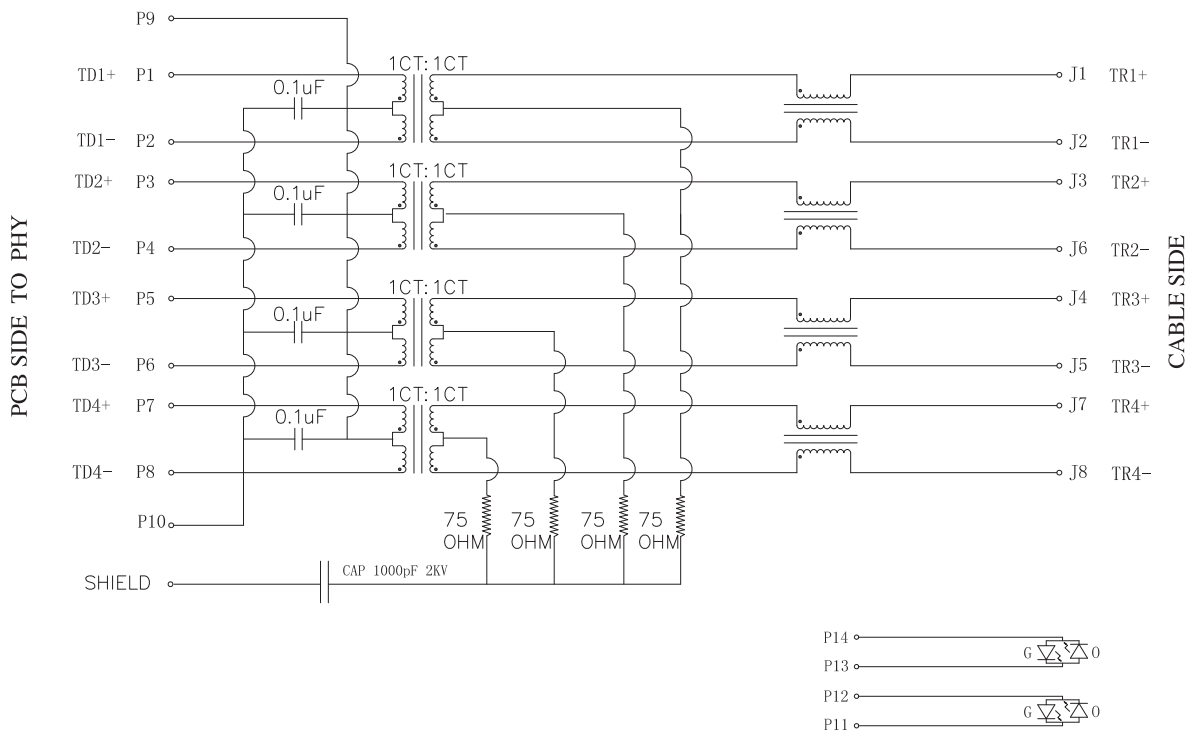 P9
1CT:1CT
TD1+ P1
J1 TR1+
0.1uF
TD1- P2
J2 TR1-
1CT:1CT
TD2+ P3
J3 TR2+
0.1uF
TD2- P4
J6 TR2-
1CT:1CT
TD3+ P5
J4 TR3+
0.1uF
TD3- P6
J5 TR3-
1CT:1CT
TD4+ P7
J7 TR4+
0.1uF
TD4- P8
J8 TR4-
PCB SIDE TO PHY
CABLE SIDE
P10
75 OHM
75 OHM
75 OHM
75 OHM
SHIELD
CAP 1000pF 2KV
P14
G O
P13
P12
G O
P11